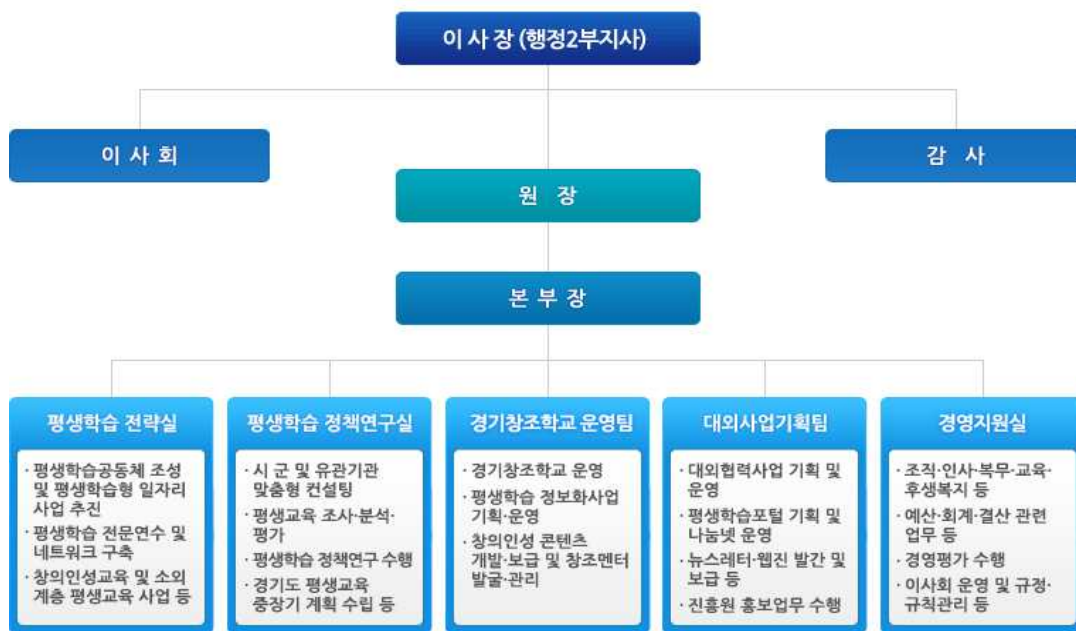 이 사 장 (행정2부지사)
이 사 회
감 사
원 장
본 부 장
평생학습 전략실
· 평생학습공동체 조성
및 평생학습형 일자리
사업 추진
· 평생학습 전문연수 및
네트워크 구축
· 창의인성교육 및 소외
계층 평생교육 사업 등
평생학습 정책연구실
· 시 군 및 유관기관
맞춤형 컨설팅
· 평생교육 조사·분석·
평가
· 평생학습 정책연구 수행
· 경기도 평생교육
중장기 계획 수립 등
경기창조학교 운영팀
· 경기창조학교 운영
· 평생학습 정보화사업
기획·운영
· 창의인성 콘텐츠
개발·보급 및 창조멘터
발굴·관리
대외사업기획팀
· 대외협력사업 기획 및
운영
· 평생학습포털 기획 및
나눔넷 운영
· 뉴스레터·웹진 발간 및
보급 등
· 진흥원 홍보업무 수행
경영지원실
· 조직·인사·복무·교육·
후생복지 등
· 예산·회계·결산 관련
업무 등
· 경영평가 수행
· 이사회 운영 및 규정·
규칙관리 등